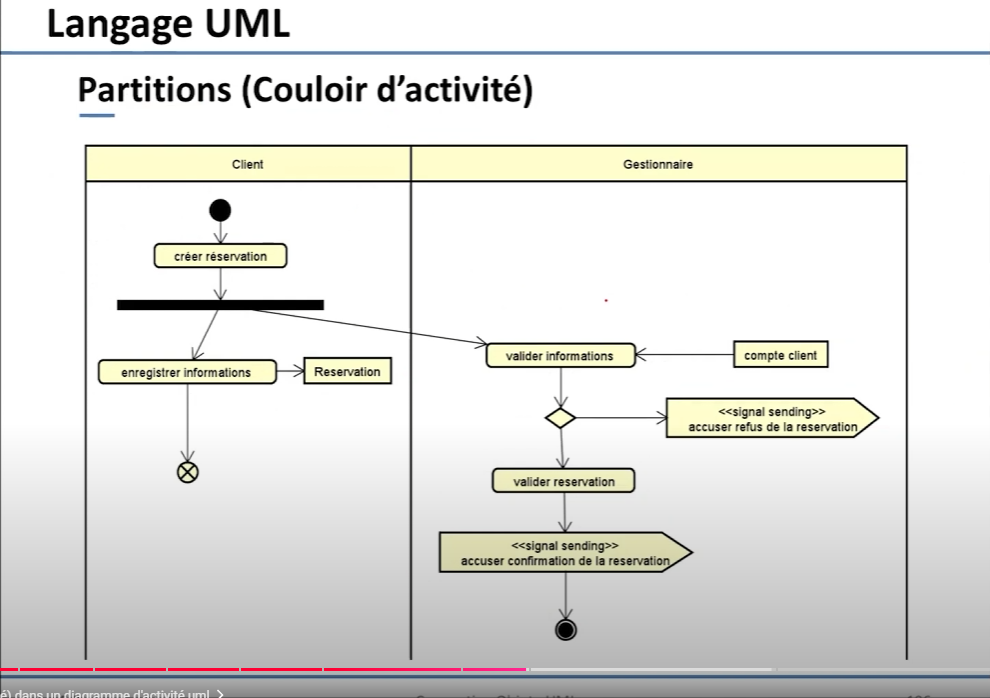 Langage UML
Partitions (Couloir d'activité)
Client
Gestionnaire
créer réservation
valider informations
compte client
enregistrer informations
Reservation
<<signal sending>>
accuser refus de la reservation
valider reservation
<<signal sending>>
accuser confirmation de la reservation
é) dans un diagramme d'activité uml